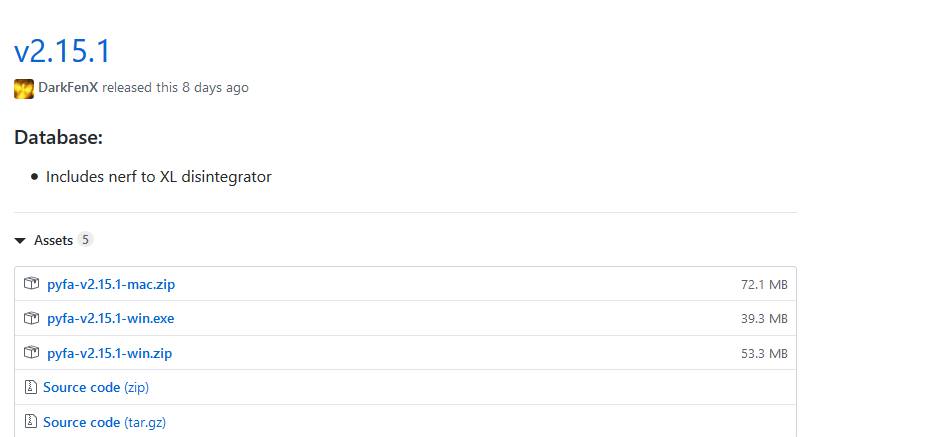 v2.15.1
DarkFenX released this 8 days ago
Database:
• Includes nerf to XL disintegrator
Assets 5
pyfa-v2.15.1-mac.zip 72.1 MB
pyfa-v2.15.1-win.exe 39.3 MB
pyfa-v2.15.1-win.zip 53.3 MB
Source code (zip)
Source code (tar.gz)